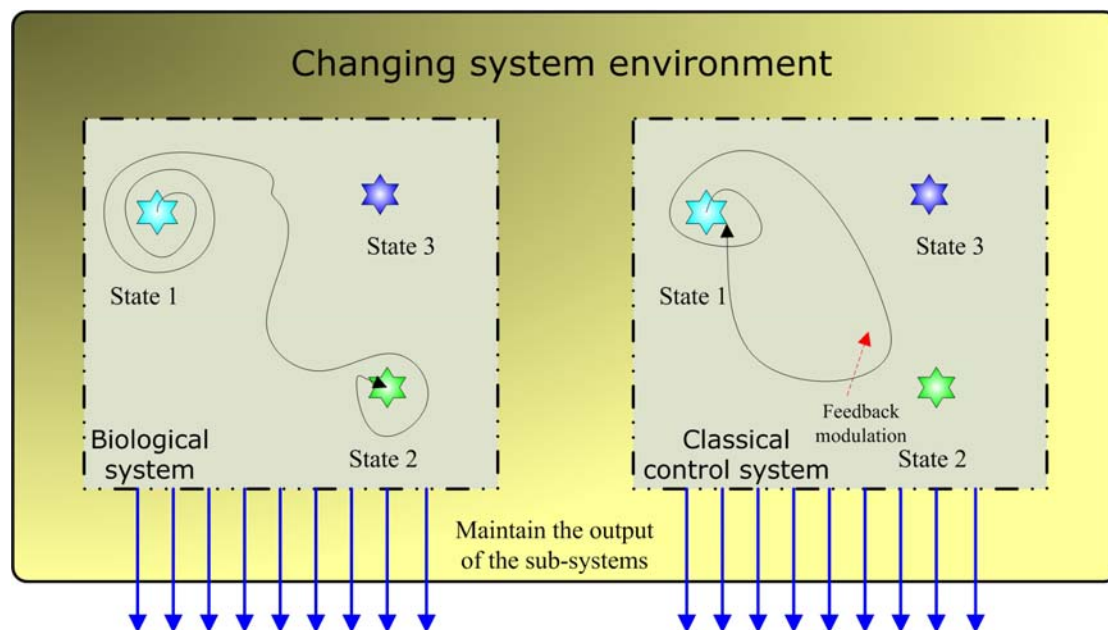 Changing system environment
State 3
State 1
Biological
system
State 2
State 3
State 1
Feedback
modulation
Classical
control system
State 2
Maintain the output
of the sub-systems